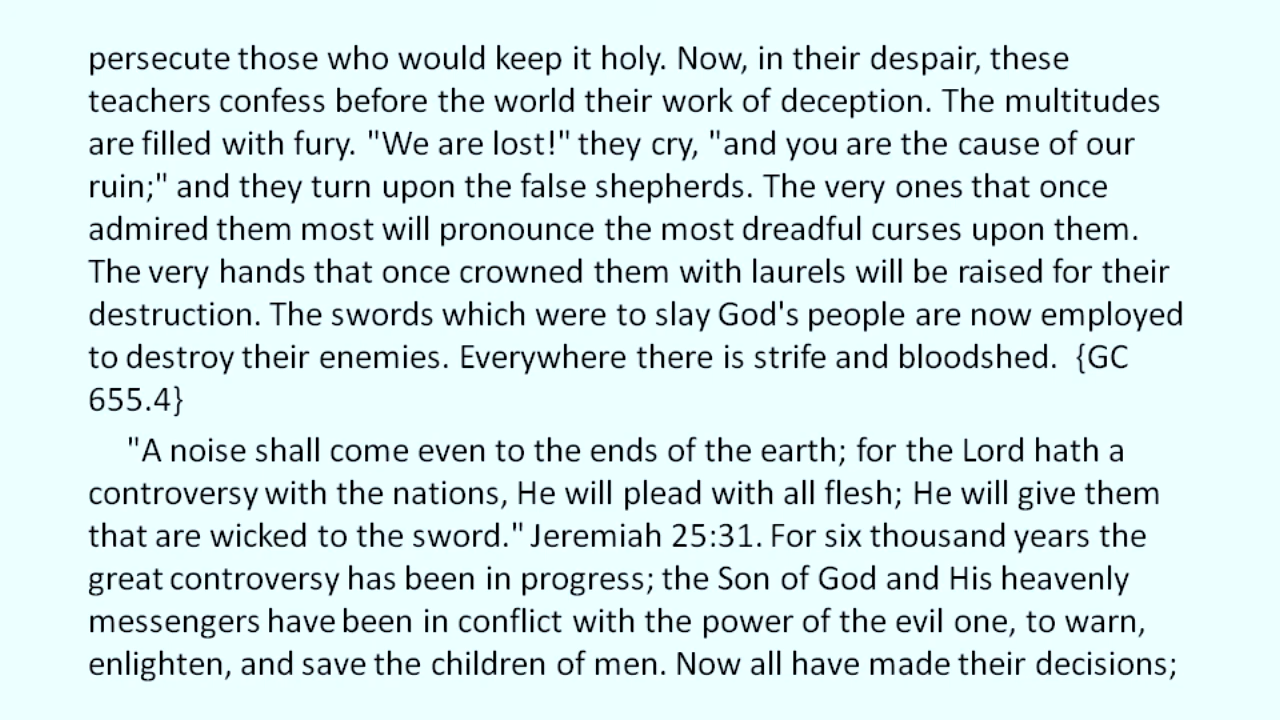 persecute those who would keep it holy. Now, in their despair, these
teachers confess before the world their work of deception. The multitudes
are filled with fury. "We are lost!" they cry, "and you are the cause of our
ruin;" and they turn upon the false shepherds. The very ones that once
admired them most will pronounce the most dreadful curses upon them.
The very hands that once crowned them with laurels will be raised for their
destruction. The swords which were to slay God's people are now employed
to destroy their enemies. Everywhere there is strife and bloodshed.  {GC
655.4}
"A noise shall come even to the ends of the earth; for the Lord hath a
controversy with the nations, He will plead with all flesh; He will give them
that are wicked to the sword." Jeremiah 25:31. For six thousand years the
great controversy has been in progress; the Son of God and His heavenly
messengers have been in conflict with the power of the evil one, to warn,
enlighten, and save the children of men. Now all have made their decisions;